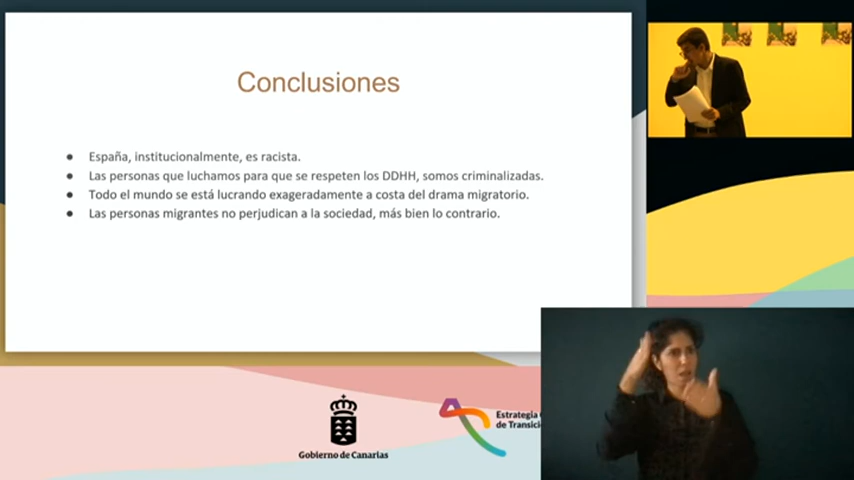 Conclusiones
● España, institucionalmente, es racista.
● Las personas que luchamos para que se respeten los DDHH, somos criminalizadas.
● Todo el mundo se está lucrando exageradamente a costa del drama migratorio.
● Las personas migrantes no perjudican a la sociedad, más bien lo contrario.
Gobierno de Canarias
Estrategia
de Transici